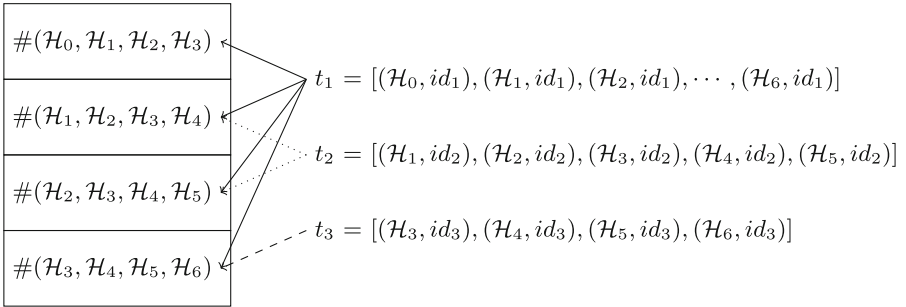 #(ℋ₀, ℋ₁, ℋ₂, ℋ₃)
t₁ = [(ℋ₀, id₁), (ℋ₁, id₁), (ℋ₂, id₁), ⋯ , (ℋ₆, id₁)]
#(ℋ₁, ℋ₂, ℋ₃, ℋ₄)
t₂ = [(ℋ₁, id₂), (ℋ₂, id₂), (ℋ₃, id₂), (ℋ₄, id₂), (ℋ₅, id₂)]
#(ℋ₂, ℋ₃, ℋ₄, ℋ₅)
t₃ = [(ℋ₃, id₃), (ℋ₄, id₃), (ℋ₅, id₃), (ℋ₆, id₃)]
#(ℋ₃, ℋ₄, ℋ₅, ℋ₆)